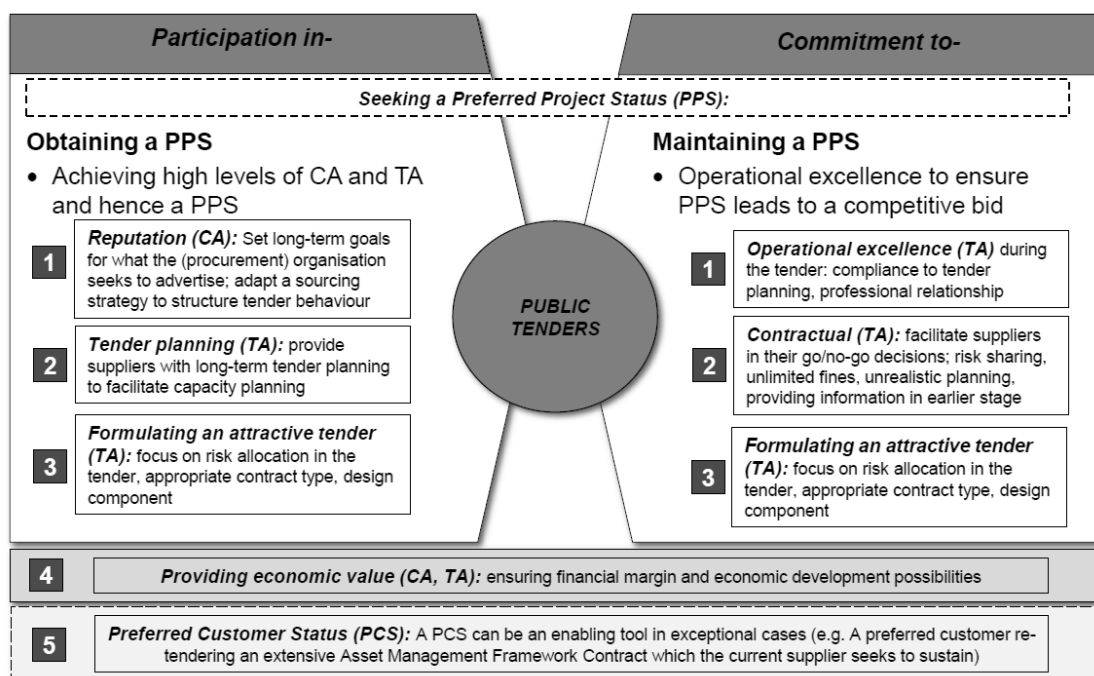 Participation in-
Commitment to-
Seeking a Preferred Project Status (PPS):
Obtaining a PPS
• Achieving high levels of CA and TA
and hence a PPS
1
Reputation (CA): Set long-term goals
for what the (procurement) organisation
seeks to advertise; adapt a sourcing
strategy to structure tender behaviour
2
Tender planning (TA): provide
suppliers with long-term tender planning
to facilitate capacity planning
3
Formulating an attractive tender
(TA): focus on risk allocation in the
tender, appropriate contract type, design
component
PUBLIC
TENDERS
Maintaining a PPS
• Operational excellence to ensure
PPS leads to a competitive bid
1
Operational excellence (TA) during
the tender: compliance to tender
planning, professional relationship
2
Contractual (TA): facilitate suppliers
in their go/no-go decisions; risk sharing,
unlimited fines, unrealistic planning,
providing information in earlier stage
3
Formulating an attractive tender
(TA): focus on risk allocation in the
tender, appropriate contract type, design
component
4
Providing economic value (CA, TA): ensuring financial margin and economic development possibilities
5
Preferred Customer Status (PCS): A PCS can be an enabling tool in exceptional cases (e.g. A preferred customer re-
tendering an extensive Asset Management Framework Contract which the current supplier seeks to sustain)